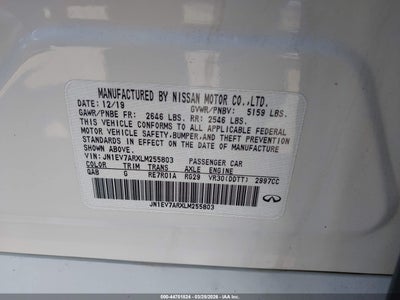 MANUFACTURED BY NISSAN MOTOR CO.,LTD.
DATE: 12/19 GVWR/PNBV: 5159 LBS.
GAWR/PNBE FR: 2646 LBS. RR: 2546 LBS.
THIS VEHICLE CONFORMS TO ALL APPLICABLE FEDERAL
MOTOR VEHICLE SAFETY,BUMPER,AND THEFT PREVENTION
STANDARDS IN EFFECT ON THE DATE OF MANUFACTURE
SHOWN ABOVE.
VIN: JN1EV7ARXLM255803 PASSENGER CAR
COLOR TRIM TRANS AXLE ENGINE
QAB G RE7R01A RG29 VR30(DDTT) 2997CC
JN1EV7ARXLM255803
INFINITI
500-44701824 | 03/29/2026 | IAA